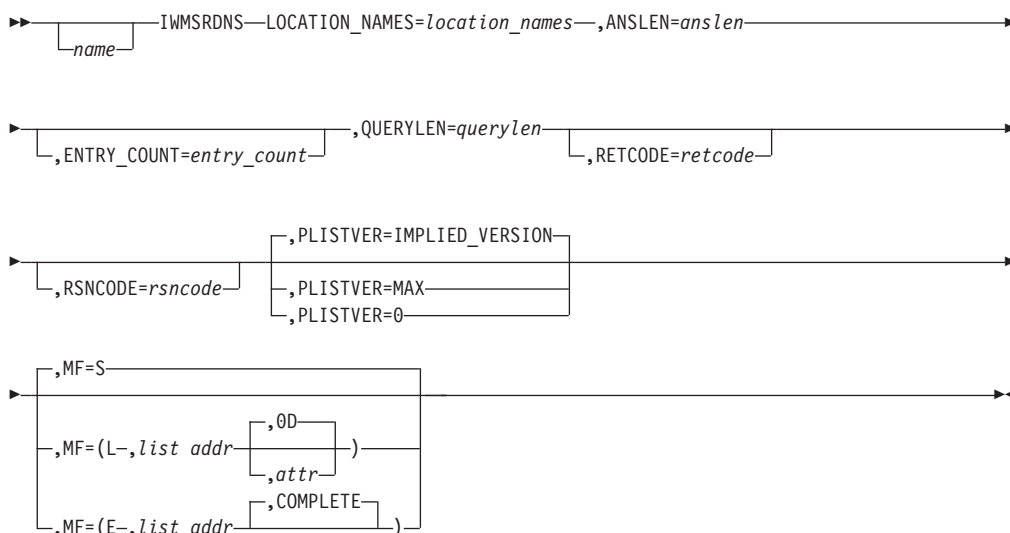 IWMSRDNS LOCATION_NAMES=location_names ,ANSLEN=anslen
name
,QUERYLEN=querylen
,ENTRY_COUNT=entry_count ,RETCODE=retcode
,PLISTVER=IMPLIED_VERSION
,RSNCODE=rsncode ,PLISTVER=MAX
,PLISTVER=0
,MF=S
,0D
,MF=(L ,list addr )
,attr
,COMPLETE
,MF=(E ,list addr )